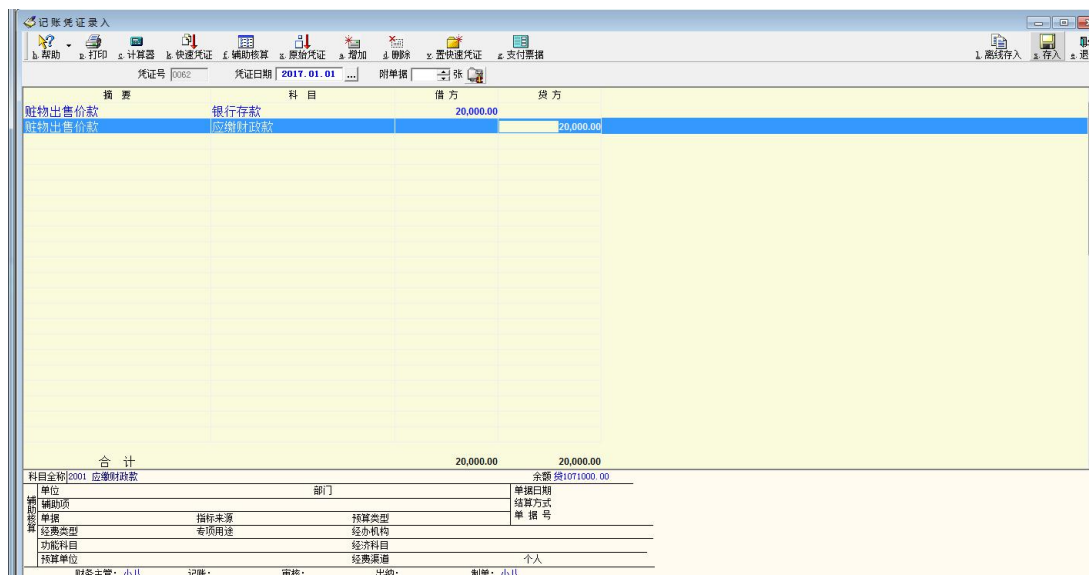 记账凭证录入
h.帮助 p.打印 c.计算器 k.快速凭证 f.辅助核算 x.原始凭证 a.增加 d.删除 y.置快速凭证 z.支付票据 l.离线存入 s.存入
凭证号 0062 凭证日期 2017.01.01 ... 附单据 张
摘 要 科 目 借 方 贷 方
赃物出售价款 银行存款 20,000.00
赃物出售价款 应缴财政款 20,000.00
合 计 20,000.00 20,000.00
科目全称 2001 应缴财政款 余额 贷1071000.00
辅助核算
单位 部门 单据日期
辅助项 结算方式
单据 指标来源 预算类型 单 据 号
经费类型 专项用途 经办机构
功能科目 经济科目
预算单位 经费渠道 个人
财务主管: 记账: 审核: 出纳: 制单: